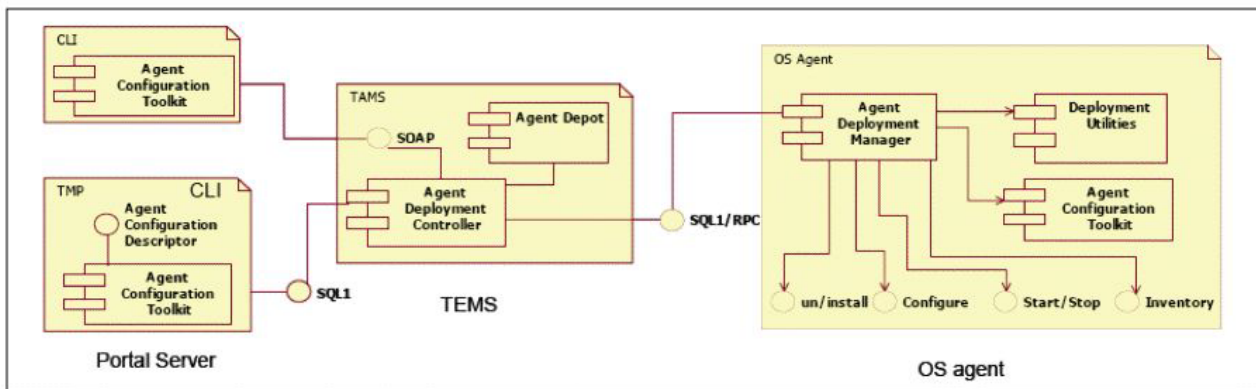 CLI
Agent
Configuration
Toolkit
TMP
CLI
Agent
Configuration
Descriptor
Agent
Configuration
Toolkit
SQL1
Portal Server
TAMS
SOAP
Agent Depot
Agent
Deployment
Controller
TEMS
SQL1/RPC
OS Agent
Agent
Deployment
Manager
Deployment
Utilities
Agent
Configuration
Toolkit
un/install
Configure
Start/Stop
Inventory
OS agent